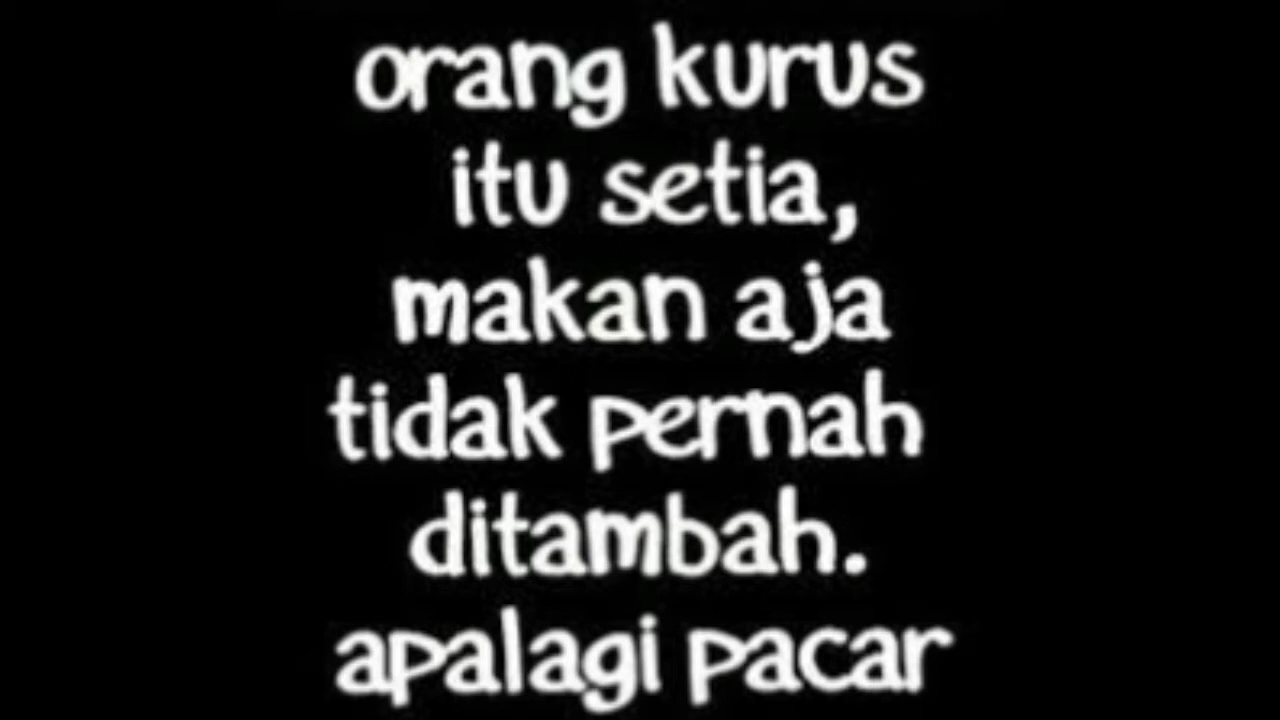 orang kurus
itu setia,
makan aja
tidak pernah
ditambah.
apalagi pacar